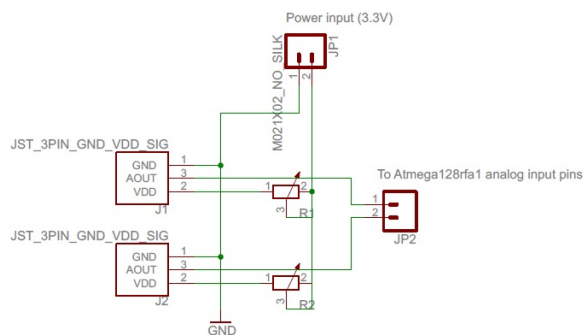 Power input (3.3V)
JP1
M021X02_NO_SILK
1
2
JST_3PIN_GND_VDD_SIG
GND 1
AOUT 3
VDD 2
J1
1 2
3
R1
To Atmega128rfa1 analog input pins
1
2
JP2
JST_3PIN_GND_VDD_SIG
GND 1
AOUT 3
VDD 2
J2
1 2
3
R2
GND